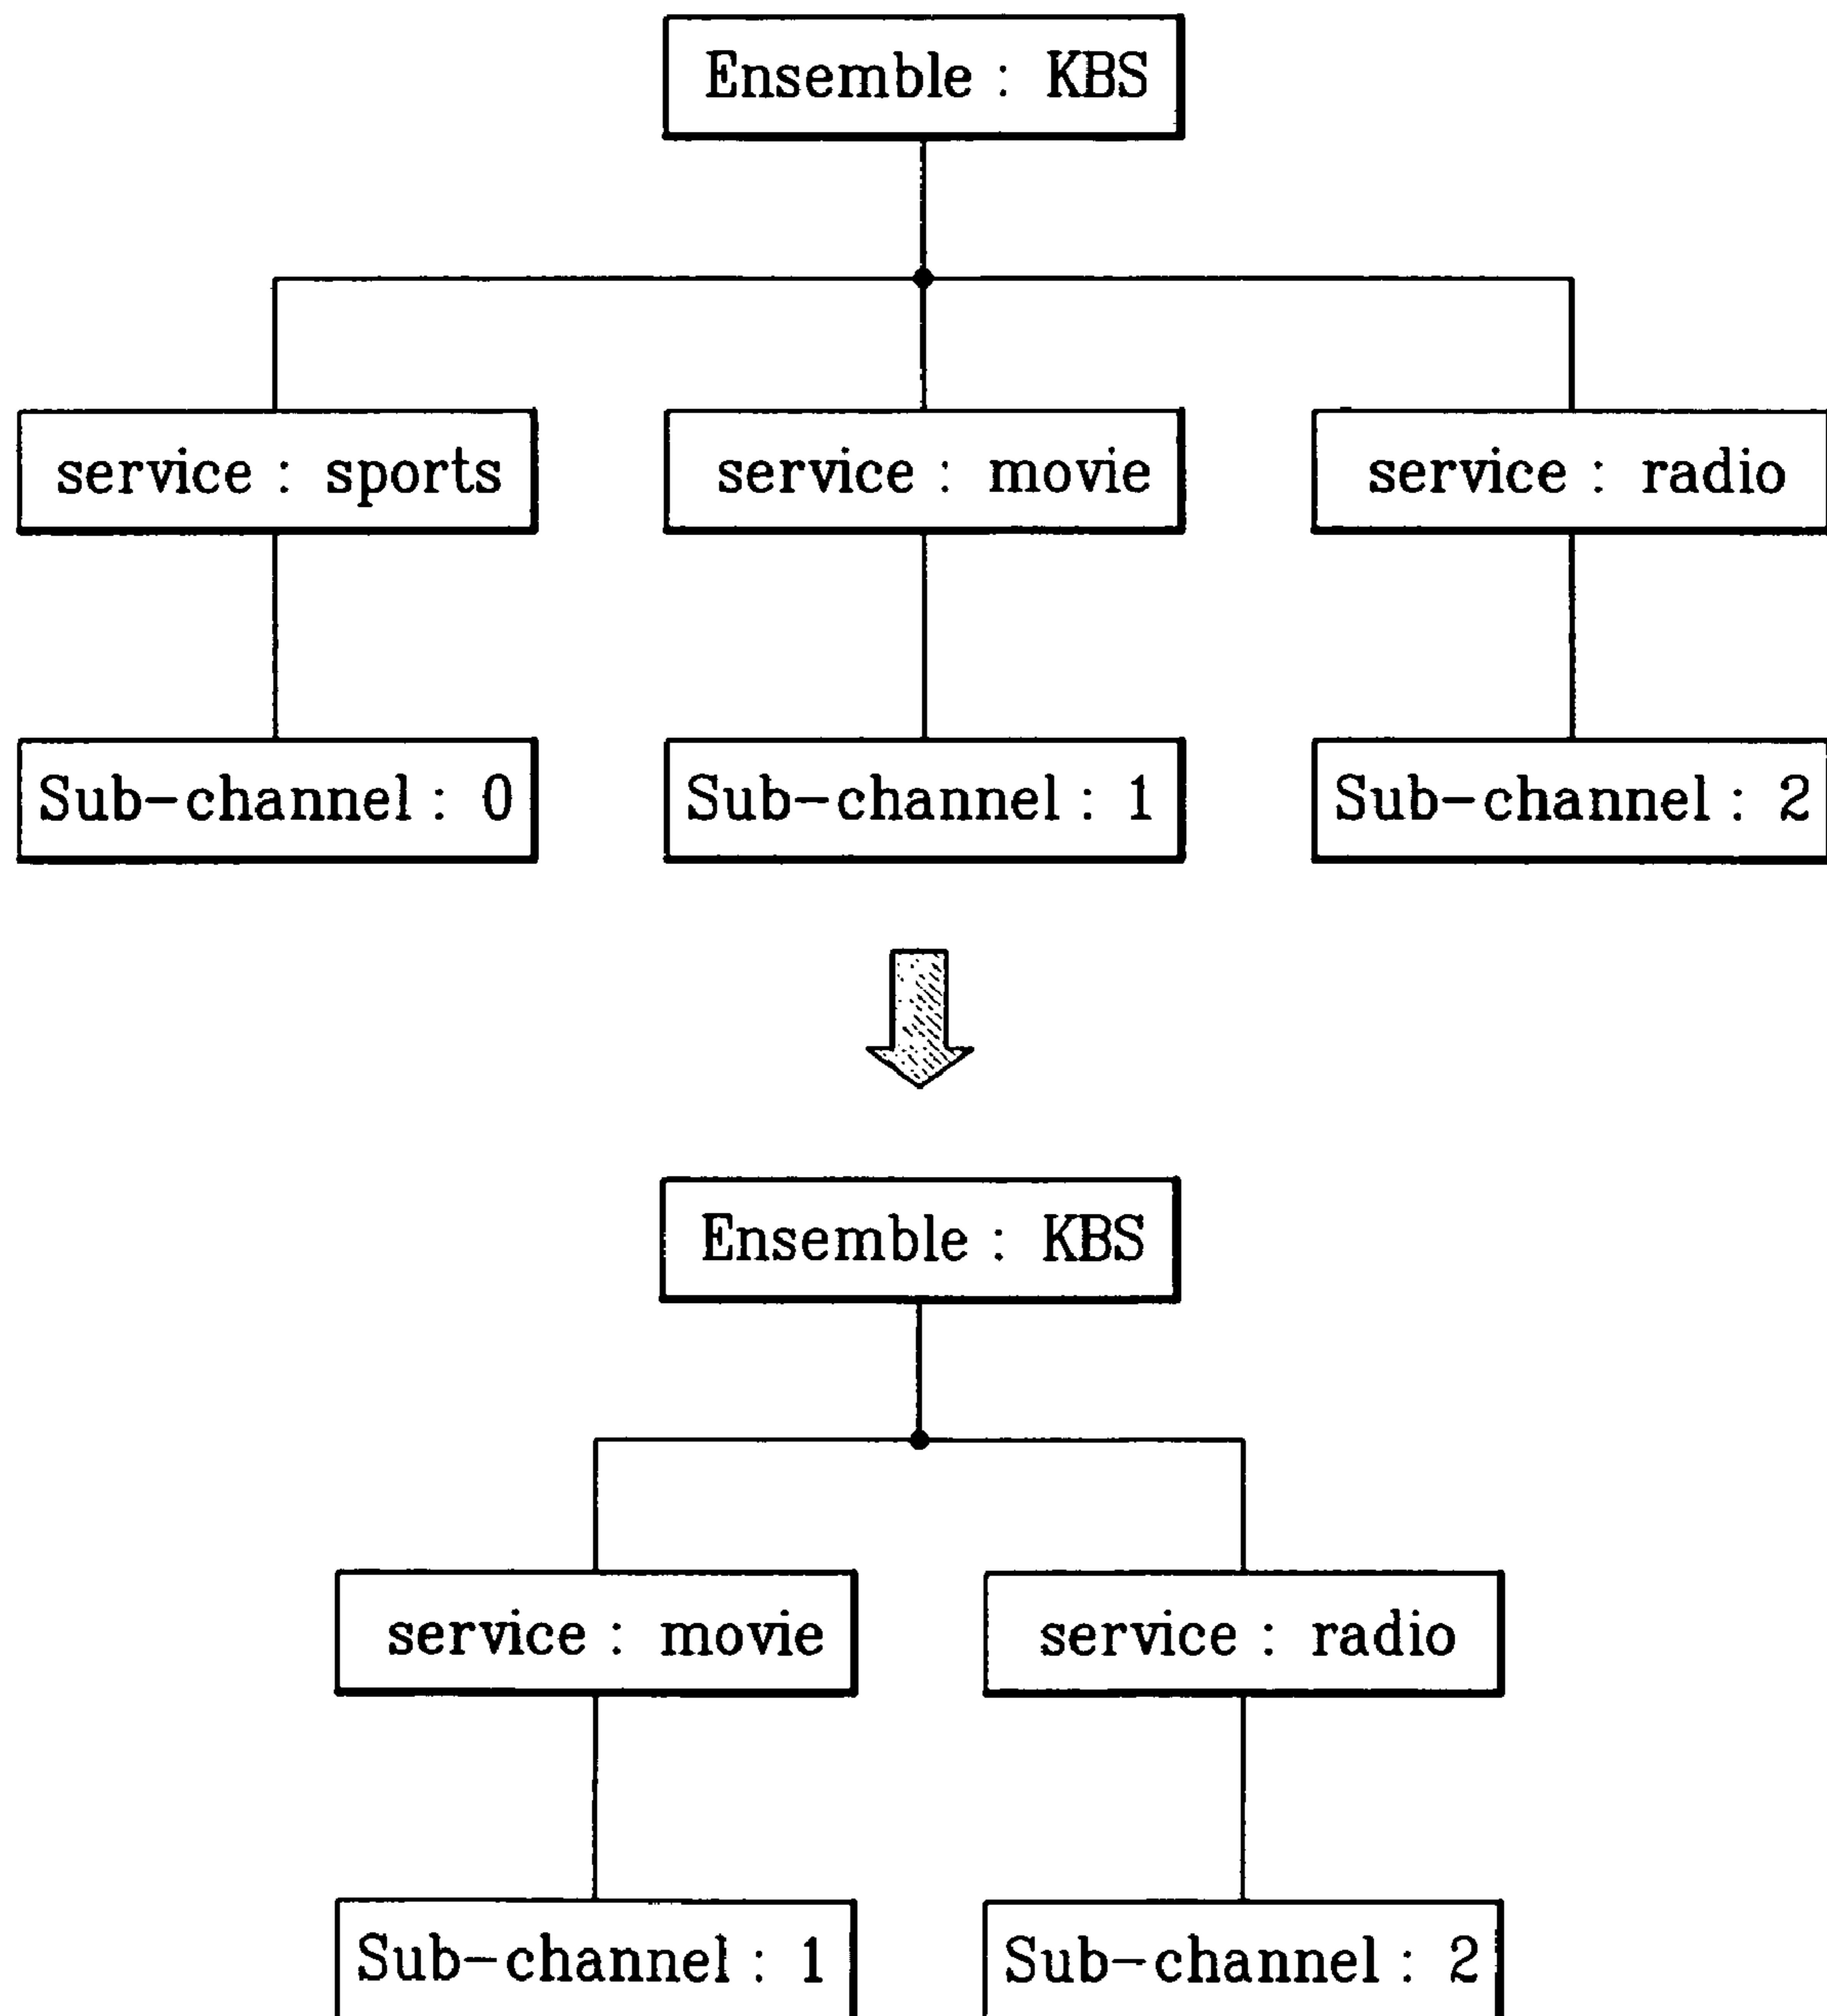 Ensemble : KBS
service : sports
service : movie
service : radio
Sub-channel : 0
Sub-channel : 1
Sub-channel : 2
Ensemble : KBS
service : movie
service : radio
Sub-channel : 1
Sub-channel : 2